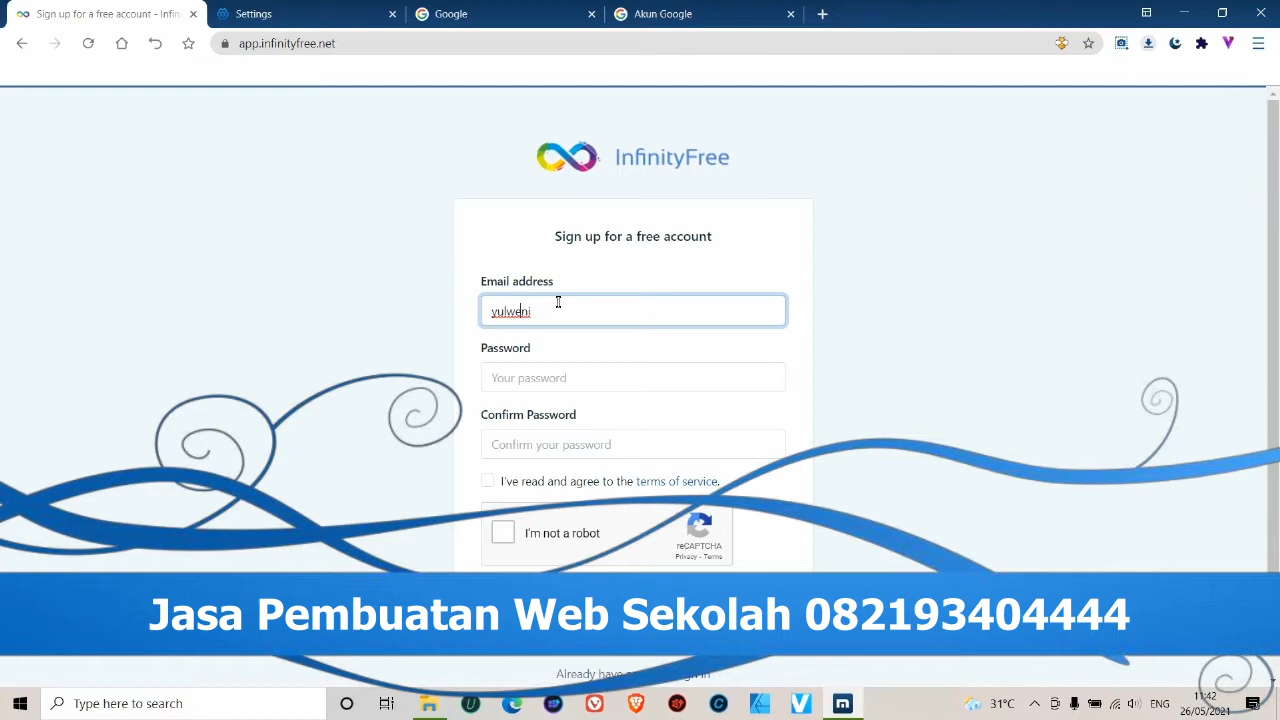 Sign up for a free account - Infin
Settings
Google
Akun Google
app.infinityfree.net
InfinityFree
Sign up for a free account
Email address
yulweni
Password
Your password
Confirm Password
Confirm your password
I've read and agree to the terms of service.
I'm not a robot
reCAPTCHA
Privacy - Terms
Jasa Pembuatan Web Sekolah 082193404444
Already have
in
Type here to search
31°C
11:42
26/05/2021